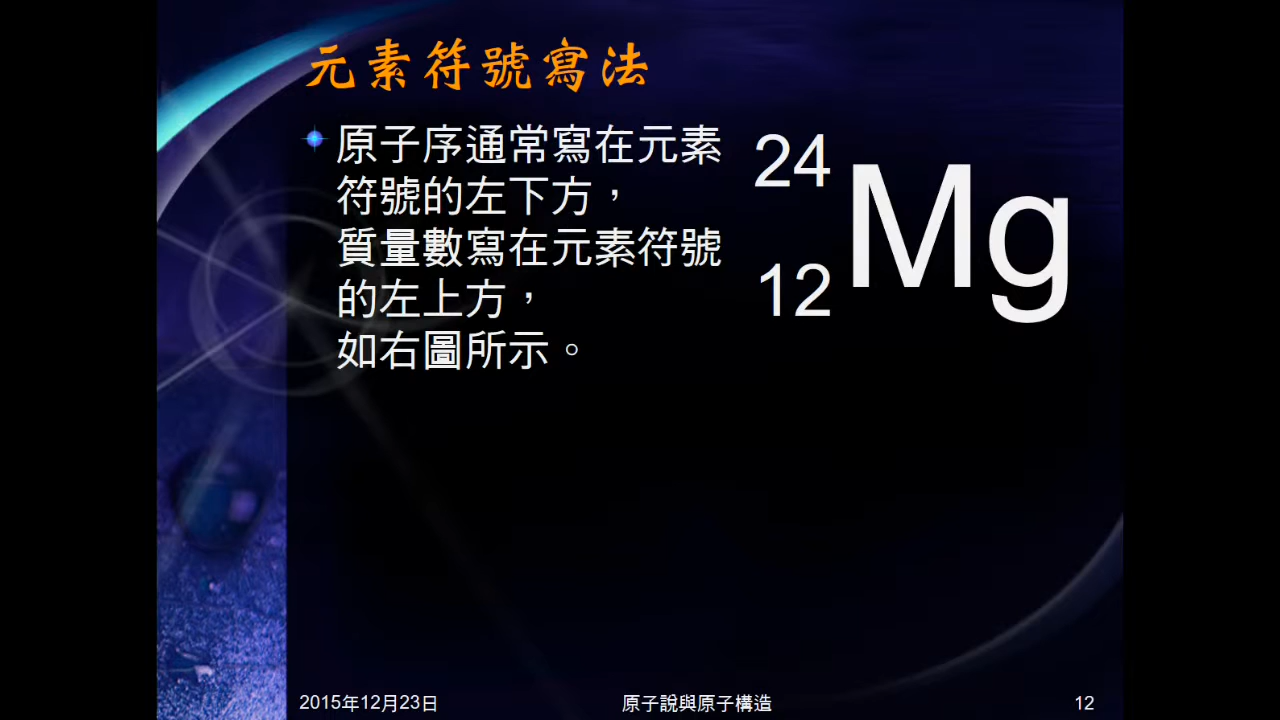 元素符號寫法
原子序通常寫在元素
符號的左下方，
質量數寫在元素符號
的左上方，
如右圖所示。
24
12
Mg
2015年12月23日
原子說與原子構造
12